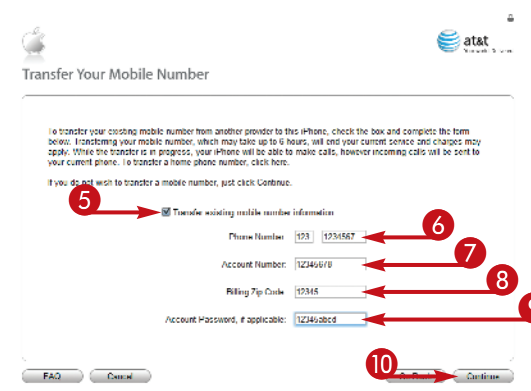 at&t
Transfer Your Mobile Number
To transfer your existing mobile number from another provider to this iPhone, check the box and complete the form
below. Transferring your mobile number, which may take up to 6 hours, will end your current service and charges may
apply. While the transfer is in progress, your iPhone will be able to make calls, however incoming calls will be sent to
your current phone. To transfer a home phone number, click here.
If you do not wish to transfer a mobile number, just click Continue.
5
Transfer existing mobile number information
Phone Number 123 1234567 6
Account Number: 12345678 7
Billing Zip Code 12345 8
Account Password, if applicable: 12345abcd 9
10
FAQ Cancel Continue